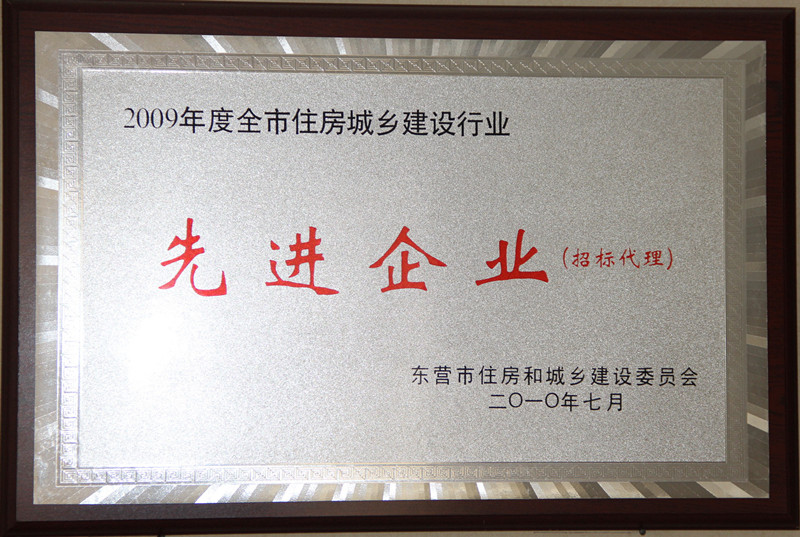 2009年度全市住房城乡建设行业
先进企业（招标代理）
东营市住房和城乡建设委员会
二〇一〇年七月